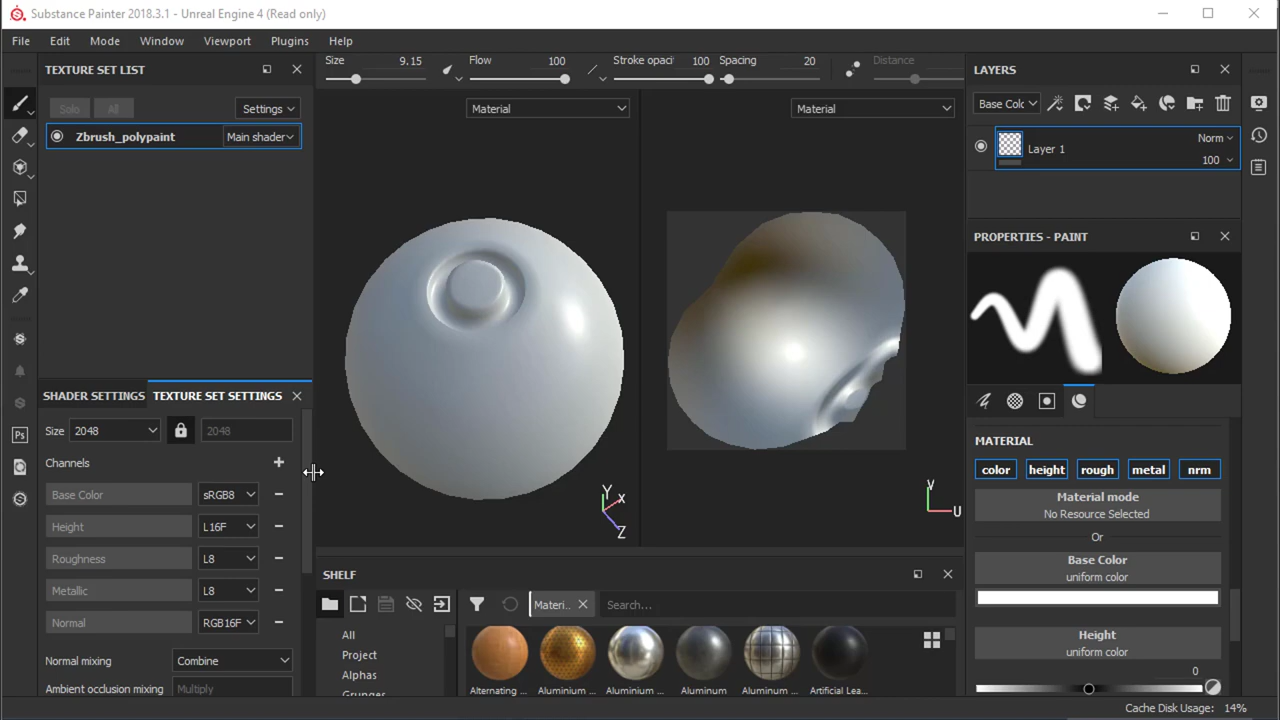 Substance Painter 2018.3.1 - Unreal Engine 4 (Read only)
File Edit Mode Window Viewport Plugins Help
TEXTURE SET LIST
Solo All Settings
Zbrush_polypaint Main shader
SHADER SETTINGS TEXTURE SET SETTINGS
Size 2048 2048
Channels
Base Color sRGB8
Height L16F
Roughness L8
Metallic L8
Normal RGB16F
Normal mixing Combine
Ambient occlusion mixing Multiply
Size 9.15 Flow 100 Stroke opaci 100 Spacing 20 Distance
Material Material
Y X Z
V U
SHELF
Materi.. Search...
All
Project
Alphas
Grunges
Alternating ... Aluminium ... Aluminium ... Aluminum Aluminum ... Artificial Lea...
LAYERS
Base Colo
Layer 1 Norm
100
PROPERTIES - PAINT
MATERIAL
color height rough metal nrm
Material mode
No Resource Selected
Or
Base Color
uniform color
Height
uniform color
0
Ps
Cache Disk Usage: 14%